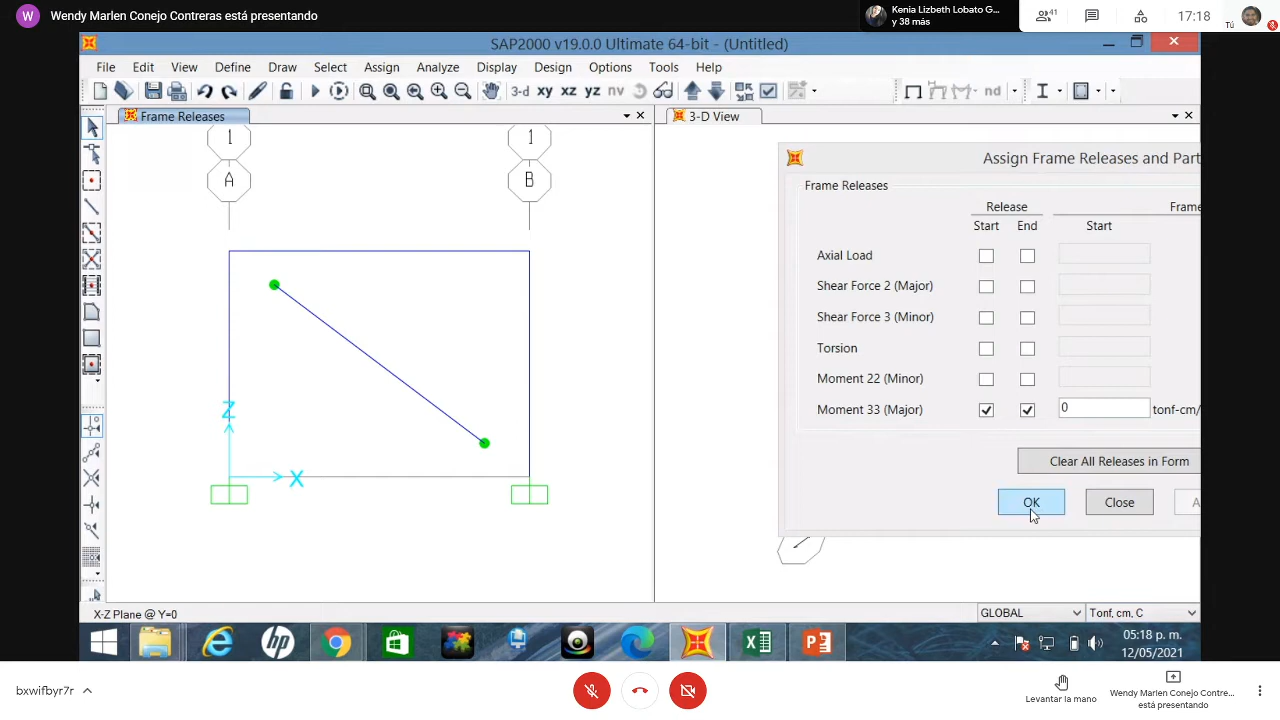 W Wendy Marlen Conejo Contreras está presentando
Kenia Lizbeth Lobato G...
y 38 más
41
17:18
Tú
SAP2000 v19.0.0 Ultimate 64-bit - (Untitled)
File Edit View Define Draw Select Assign Analyze Display Design Options Tools Help
3-d xy xz yz nv nd
Frame Releases
3-D View
1 1
A B
Z
X
Assign Frame Releases and Part
Frame Releases
Release Frame
Start End Start
Axial Load
Shear Force 2 (Major)
Shear Force 3 (Minor)
Torsion
Moment 22 (Minor)
Moment 33 (Major) 0 tonf-cm/
Clear All Releases in Form
OK Close A
X-Z Plane @ Y=0
GLOBAL Tonf, cm, C
hp
05:18 p. m.
12/05/2021
bxwifbyr7r
Levantar la mano
Wendy Marlen Conejo Contre...
está presentando